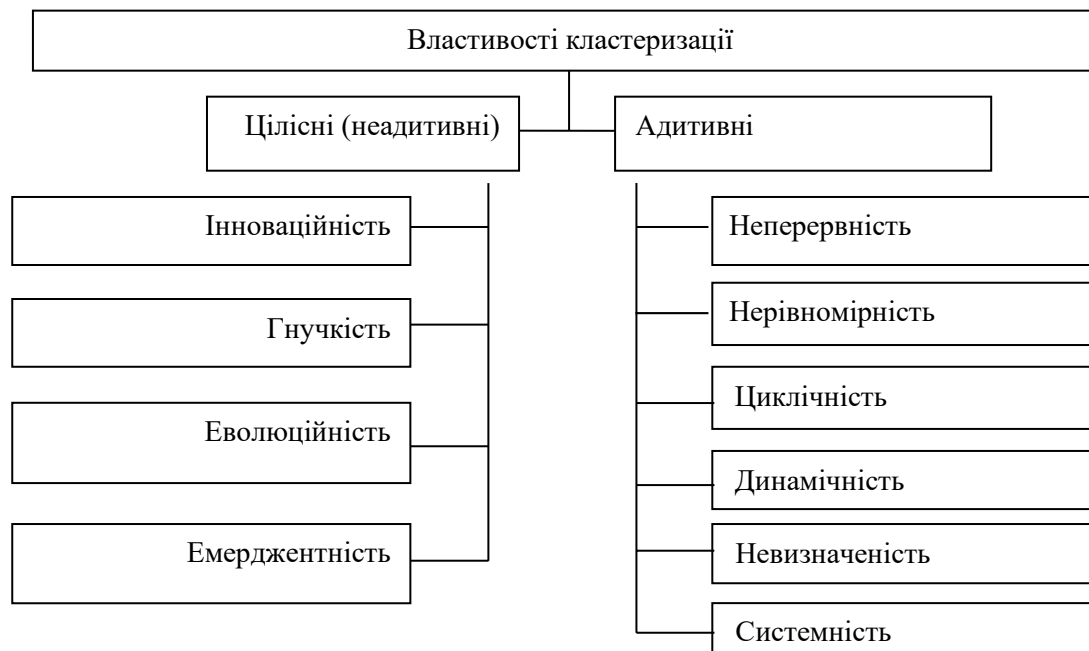 Властивості кластеризації
Цілісні (неадитивні)
Адитивні
Інноваційність
Гнучкість
Еволюційність
Емерджентність
Неперервність
Нерівномірність
Циклічність
Динамічність
Невизначеність
Системність